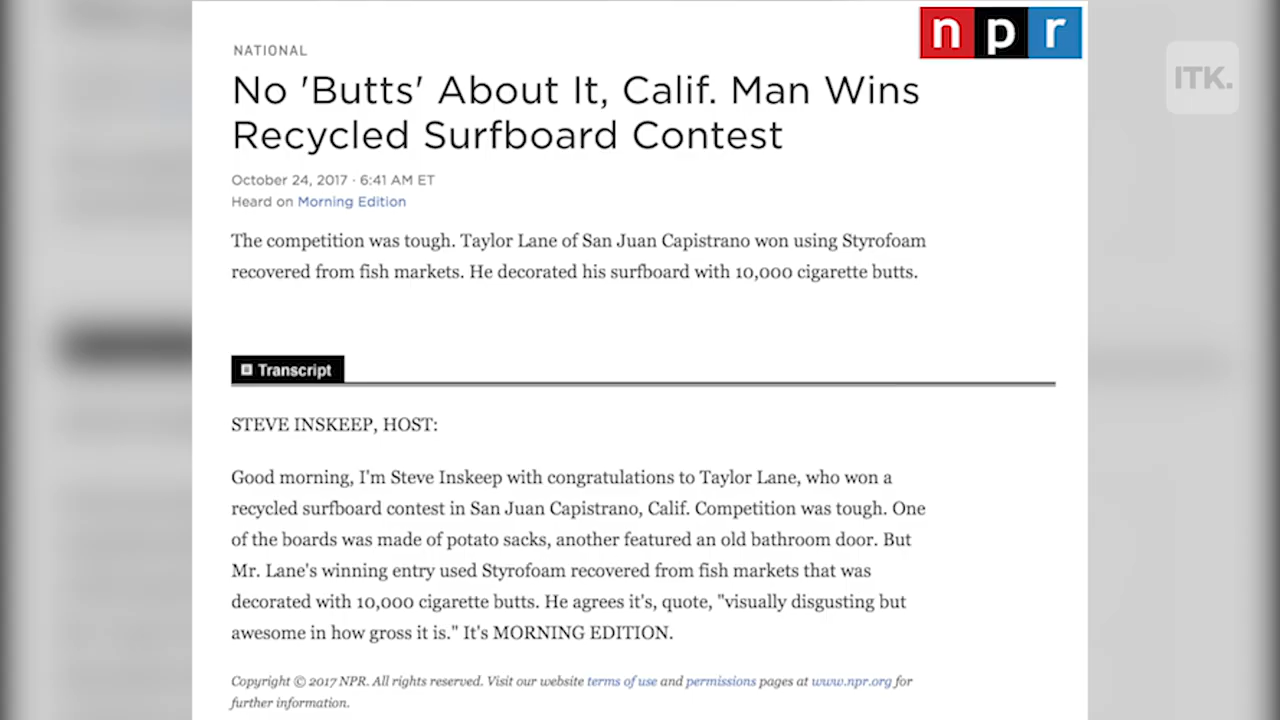 npr
ITK.
NATIONAL
No 'Butts' About It, Calif. Man Wins
Recycled Surfboard Contest
October 24, 2017 · 6:41 AM ET
Heard on Morning Edition
The competition was tough. Taylor Lane of San Juan Capistrano won using Styrofoam
recovered from fish markets. He decorated his surfboard with 10,000 cigarette butts.
Transcript
STEVE INSKEEP, HOST:
Good morning, I'm Steve Inskeep with congratulations to Taylor Lane, who won a
recycled surfboard contest in San Juan Capistrano, Calif. Competition was tough. One
of the boards was made of potato sacks, another featured an old bathroom door. But
Mr. Lane's winning entry used Styrofoam recovered from fish markets that was
decorated with 10,000 cigarette butts. He agrees it's, quote, "visually disgusting but
awesome in how gross it is." It's MORNING EDITION.
Copyright © 2017 NPR. All rights reserved. Visit our website terms of use and permissions pages at www.npr.org for
further information.